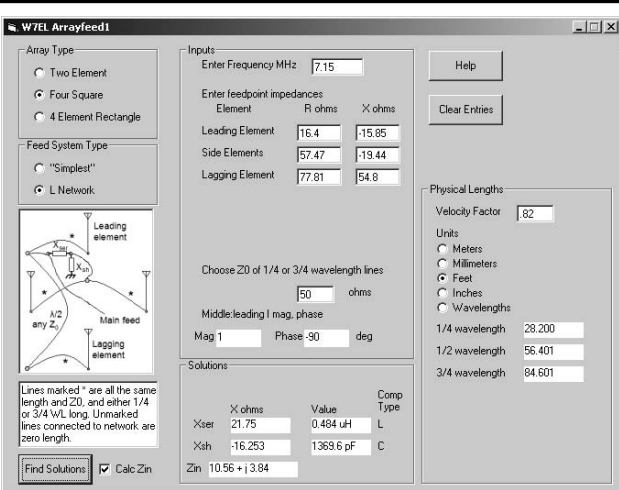 W7EL Arrayfeed1
Array Type
Two Element
Four Square
4 Element Rectangle
Feed System Type
"Simplest"
L Network
Leading
element
*
Xser
Xsh
*
*
λ/2
any Z0
Main feed
Lagging
element
*
Lines marked * are all the same
length and Z0, and either 1/4
or 3/4 WL long. Unmarked
lines connected to network are
zero length.
Find Solutions
Calc Zin
Inputs
Enter Frequency MHz 7.15
Enter feedpoint impedances
Element R ohms X ohms
Leading Element 16.4 -15.85
Side Elements 57.47 -19.44
Lagging Element 77.81 54.8
Choose Z0 of 1/4 or 3/4 wavelength lines
50 ohms
Middle:leading I mag, phase
Mag 1 Phase -90 deg
Solutions
X ohms Value Comp
Type
Xser 21.75 0.484 uH L
Xsh -16.253 1369.6 pF C
Zin 10.56 + j 3.84
Help
Clear Entries
Physical Lengths
Velocity Factor .82
Units
Meters
Millimeters
Feet
Inches
Wavelengths
1/4 wavelength 28.200
1/2 wavelength 56.401
3/4 wavelength 84.601